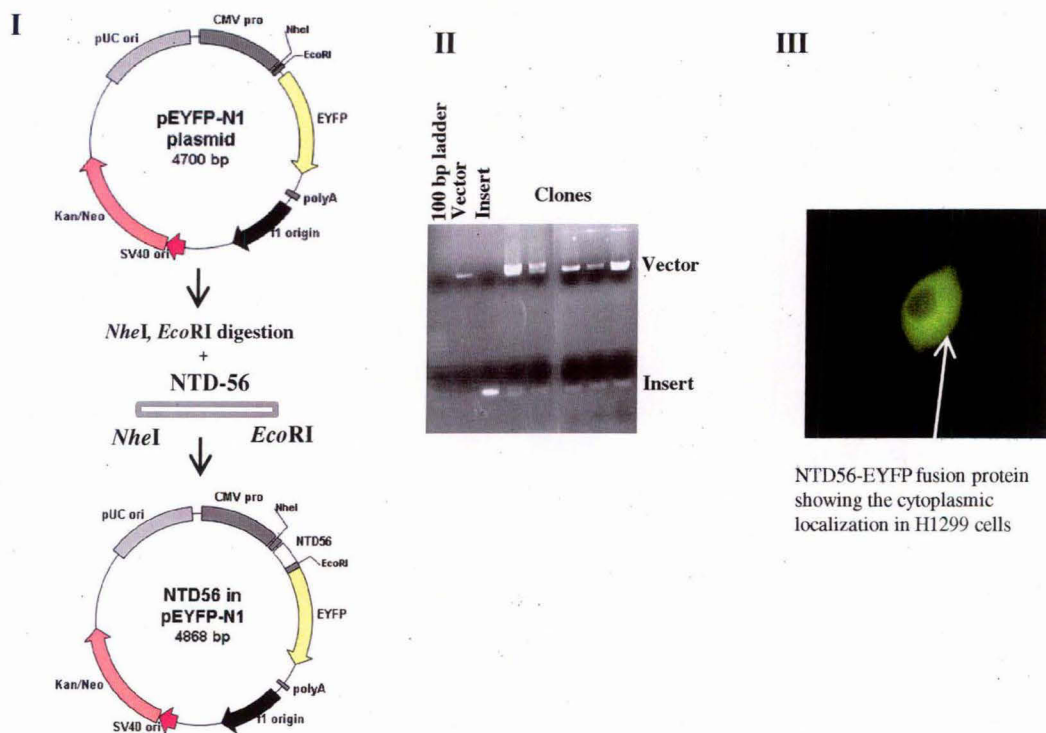 I
pUC ori
CMV pro
NheI
EcoRI
EYFP
pEYFP-N1
plasmid
4700 bp
polyA
f1 origin
SV40 ori
Kan/Neo
NheI, EcoRI digestion
+
NTD-56
NheI
EcoRI
pUC ori
CMV pro
NheI
NTD56
EcoRI
EYFP
NTD56 in
pEYFP-N1
4868 bp
polyA
f1 origin
SV40 ori
Kan/Neo
II
100 bp ladder
Vector
Insert
Clones
Vector
Insert
III
NTD56-EYFP fusion protein
showing the cytoplasmic
localization in H1299 cells